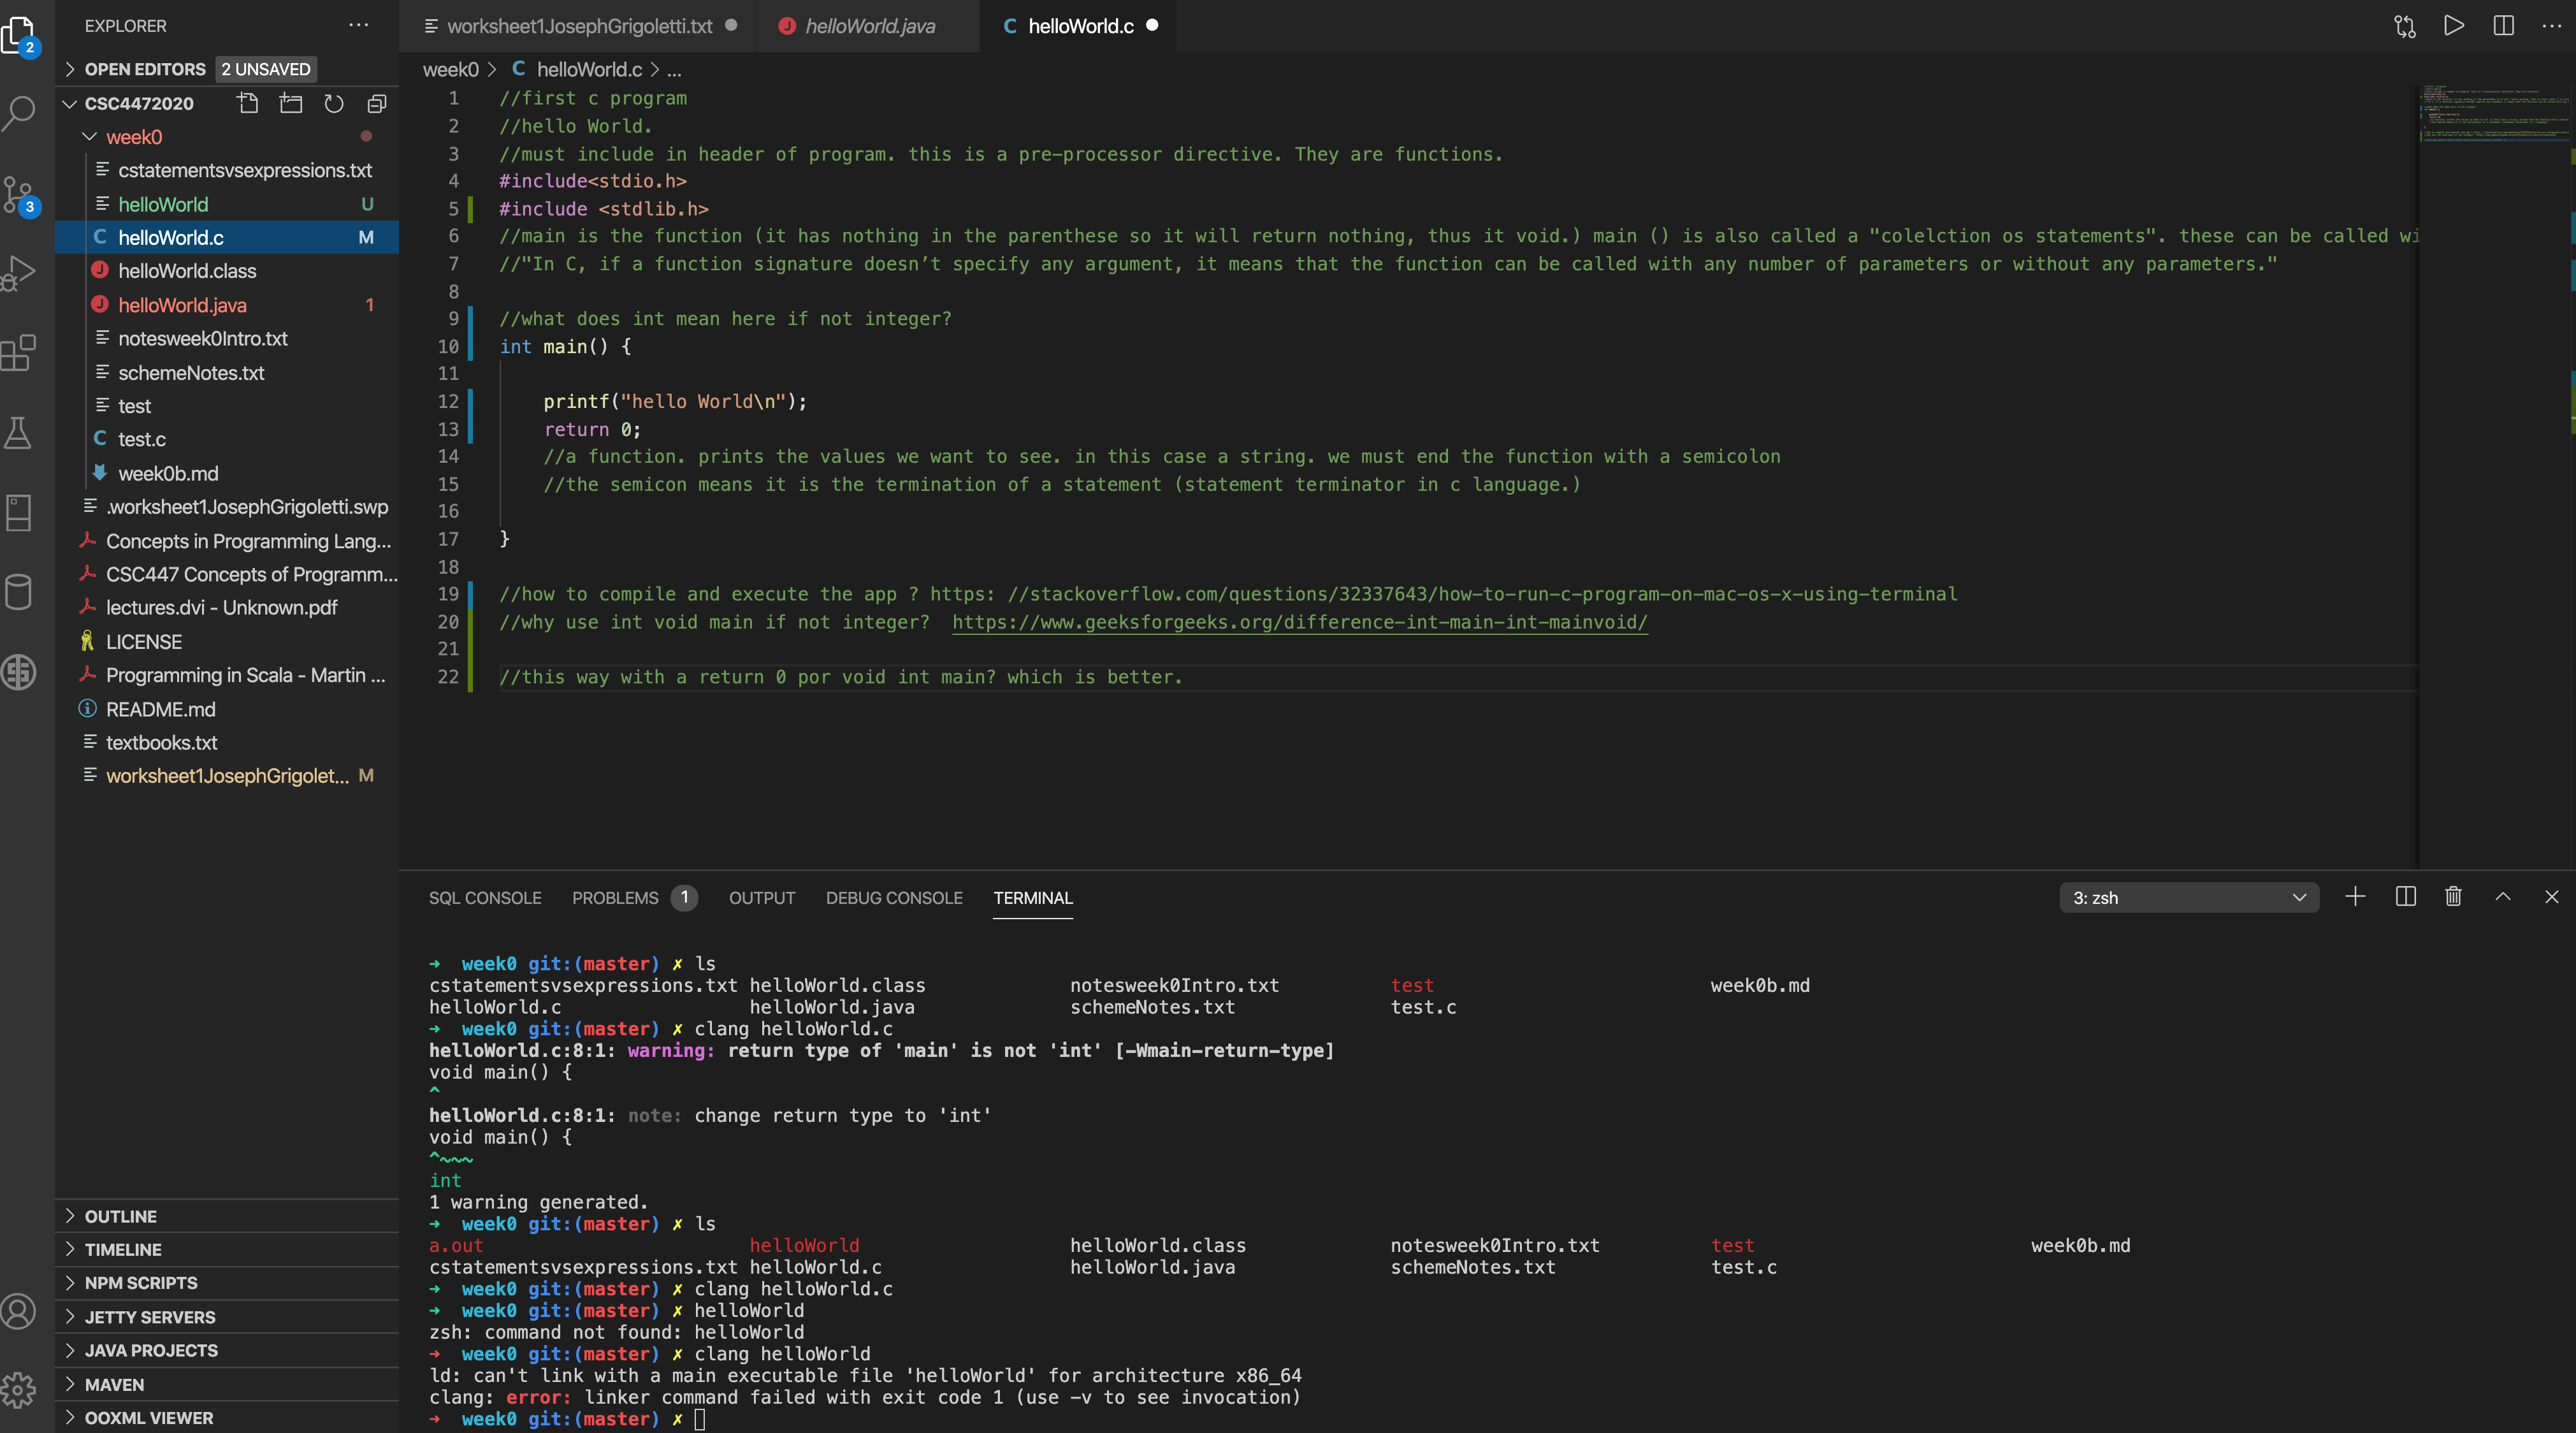 EXPLORER
···
OPEN EDITORS 2 UNSAVED
CSC4472020
week0
cstatementsvsexpressions.txt
helloWorld U
helloWorld.c M
helloWorld.class
helloWorld.java 1
notesweek0Intro.txt
schemeNotes.txt
test
test.c
week0b.md
.worksheet1JosephGrigoletti.swp
Concepts in Programming Lang...
CSC447 Concepts of Programm...
lectures.dvi - Unknown.pdf
LICENSE
Programming in Scala - Martin ...
README.md
textbooks.txt
worksheet1JosephGrigolet... M
OUTLINE
TIMELINE
NPM SCRIPTS
JETTY SERVERS
JAVA PROJECTS
MAVEN
OOXML VIEWER
2
3
worksheet1JosephGrigoletti.txt
helloWorld.java
helloWorld.c
week0 > C helloWorld.c > ...
1 //first c program
2 //hello World.
3 //must include in header of program. this is a pre-processor directive. They are functions.
4 #include<stdio.h>
5 #include <stdlib.h>
6 //main is the function (it has nothing in the parenthese so it will return nothing, thus it void.) main () is also called a "colelction os statements". these can be called wi
7 //"In C, if a function signature doesn’t specify any argument, it means that the function can be called with any number of parameters or without any parameters."
8
9 //what does int mean here if not integer?
10 int main() {
11
12 printf("hello World\n");
13 return 0;
14 //a function. prints the values we want to see. in this case a string. we must end the function with a semicolon
15 //the semicon means it is the termination of a statement (statement terminator in c language.)
16
17 }
18
19 //how to compile and execute the app ? https: //stackoverflow.com/questions/32337643/how-to-run-c-program-on-mac-os-x-using-terminal
20 //why use int void main if not integer?  https://www.geeksforgeeks.org/difference-int-main-int-mainvoid/
21
22 //this way with a return 0 por void int main? which is better.
SQL CONSOLE PROBLEMS 1 OUTPUT DEBUG CONSOLE TERMINAL 3: zsh
→ week0 git:(master) ✗ ls
cstatementsvsexpressions.txt helloWorld.class notesweek0Intro.txt test week0b.md
helloWorld.c helloWorld.java schemeNotes.txt test.c
→ week0 git:(master) ✗ clang helloWorld.c
helloWorld.c:8:1: warning: return type of 'main' is not 'int' [-Wmain-return-type]
void main() {
^
helloWorld.c:8:1: note: change return type to 'int'
void main() {
^~~~
int
1 warning generated.
→ week0 git:(master) ✗ ls
a.out helloWorld helloWorld.class notesweek0Intro.txt test week0b.md
cstatementsvsexpressions.txt helloWorld.c helloWorld.java schemeNotes.txt test.c
→ week0 git:(master) ✗ clang helloWorld.c
→ week0 git:(master) ✗ helloWorld
zsh: command not found: helloWorld
→ week0 git:(master) ✗ clang helloWorld
ld: can't link with a main executable file 'helloWorld' for architecture x86_64
clang: error: linker command failed with exit code 1 (use -v to see invocation)
→ week0 git:(master) ✗